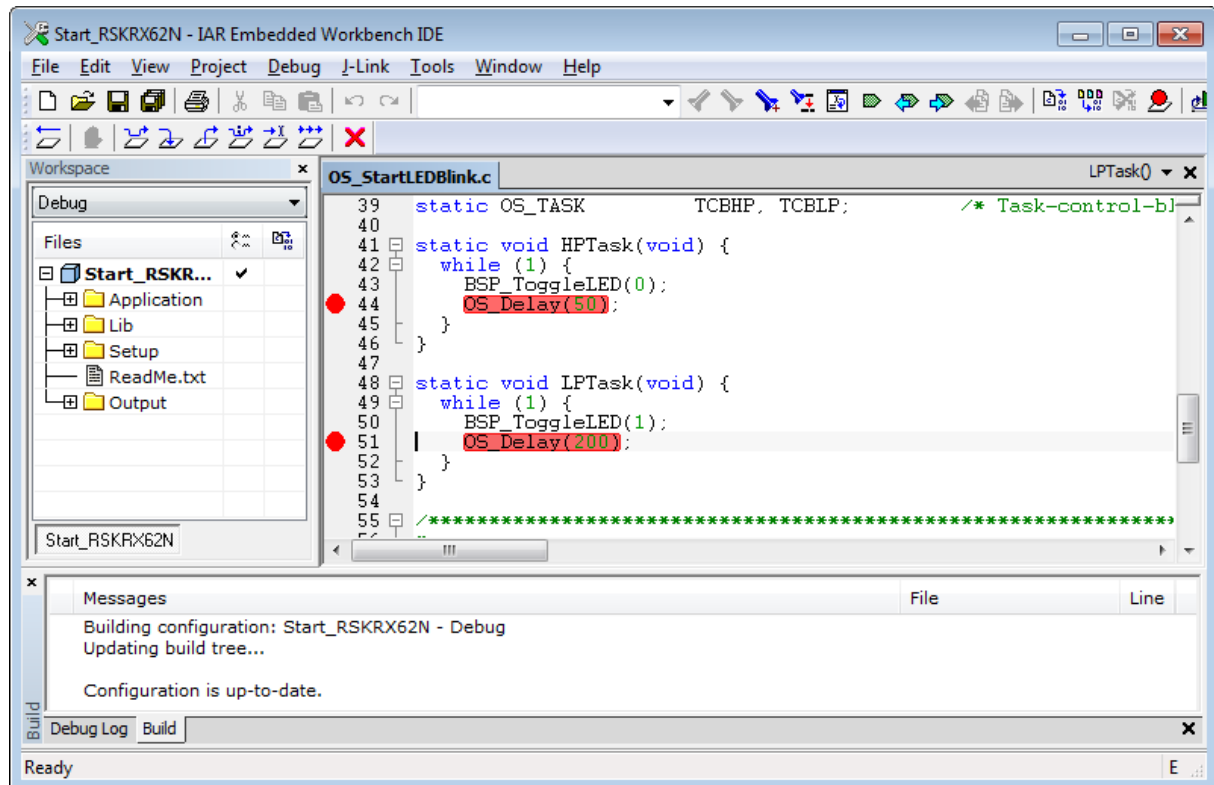 Start_RSKRX62N - IAR Embedded Workbench IDE
File Edit View Project Debug J-Link Tools Window Help
Workspace
Debug
Files
Start_RSKR...
Application
Lib
Setup
ReadMe.txt
Output
Start_RSKRX62N
OS_StartLEDBlink.c LPTask()
39 static OS_TASK TCBHP, TCBLP; /* Task-control-bl
40
41 static void HPTask(void) {
42 while (1) {
43 BSP_ToggleLED(0);
44 OS_Delay(50);
45 }
46 }
47
48 static void LPTask(void) {
49 while (1) {
50 BSP_ToggleLED(1);
51 OS_Delay(200);
52 }
53 }
54
55 /**************************************************************
Messages File Line
Building configuration: Start_RSKRX62N - Debug
Updating build tree...
Configuration is up-to-date.
Build
Debug Log Build
Ready E